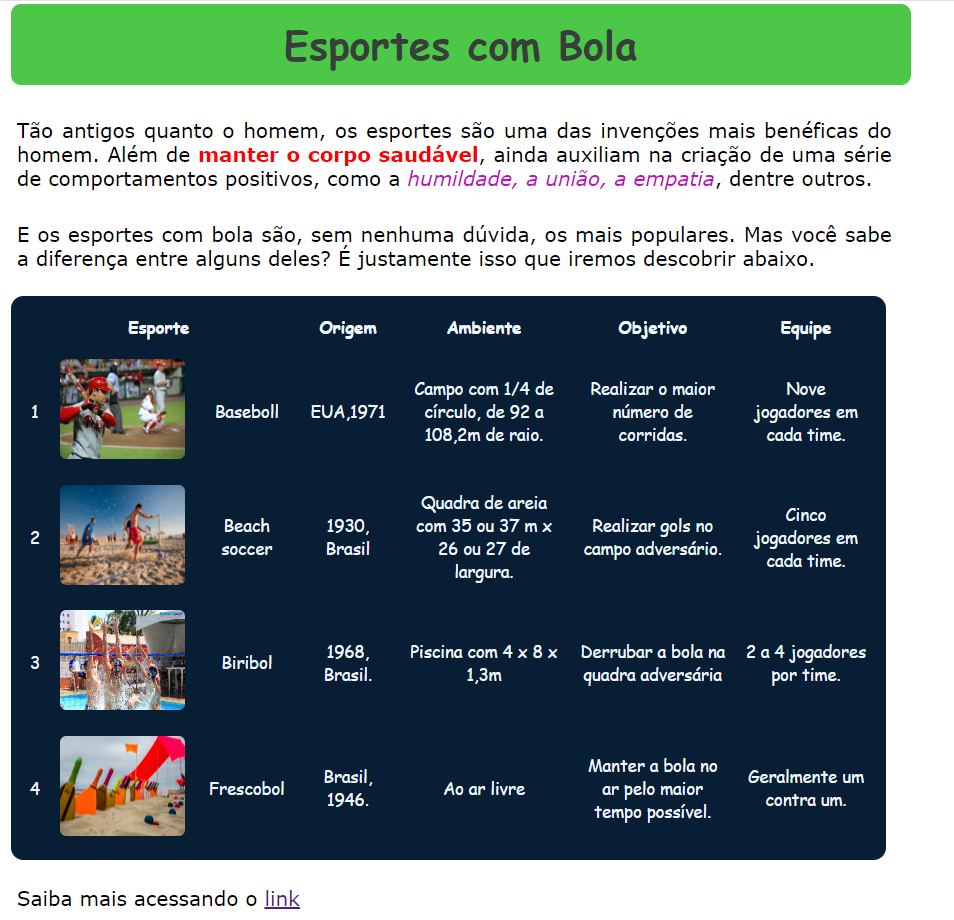 Esportes com Bola
Tão antigos quanto o homem, os esportes são uma das invenções mais benéficas do
homem. Além de manter o corpo saudável, ainda auxiliam na criação de uma série
de comportamentos positivos, como a humildade, a união, a empatia, dentre outros.
E os esportes com bola são, sem nenhuma dúvida, os mais populares. Mas você sabe
a diferença entre alguns deles? É justamente isso que iremos descobrir abaixo.
Esporte Origem Ambiente Objetivo Equipe
1
Baseboll
EUA,1971
Campo com 1/4 de
círculo, de 92 a
108,2m de raio.
Realizar o maior
número de
corridas.
Nove
jogadores em
cada time.
2
Beach
soccer
1930,
Brasil
Quadra de areia
com 35 ou 37 m x
26 ou 27 de
largura.
Realizar gols no
campo adversário.
Cinco
jogadores em
cada time.
3
Biribol
1968,
Brasil.
Piscina com 4 x 8 x
1,3m
Derrubar a bola na
quadra adversária
2 a 4 jogadores
por time.
4
Frescobol
Brasil,
1946.
Ao ar livre
Manter a bola no
ar pelo maior
tempo possível.
Geralmente um
contra um.
Saiba mais acessando o link